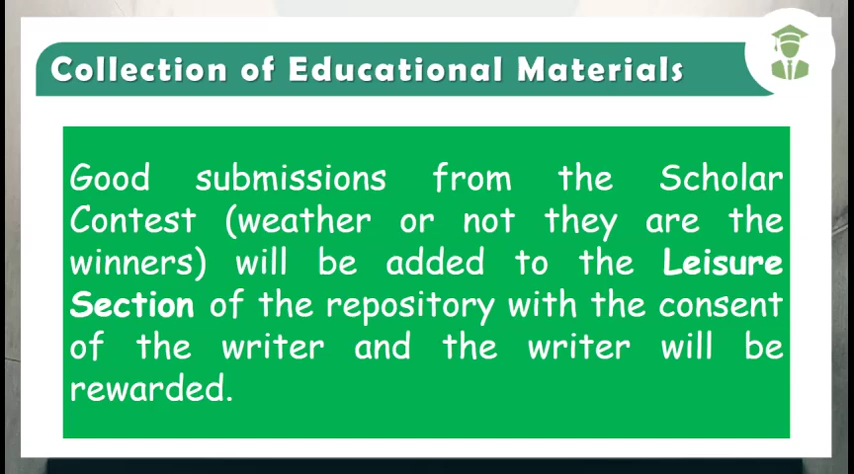 Collection of Educational Materials
Good submissions from the Scholar
Contest (weather or not they are the
winners) will be added to the Leisure
Section of the repository with the consent
of the writer and the writer will be
rewarded.